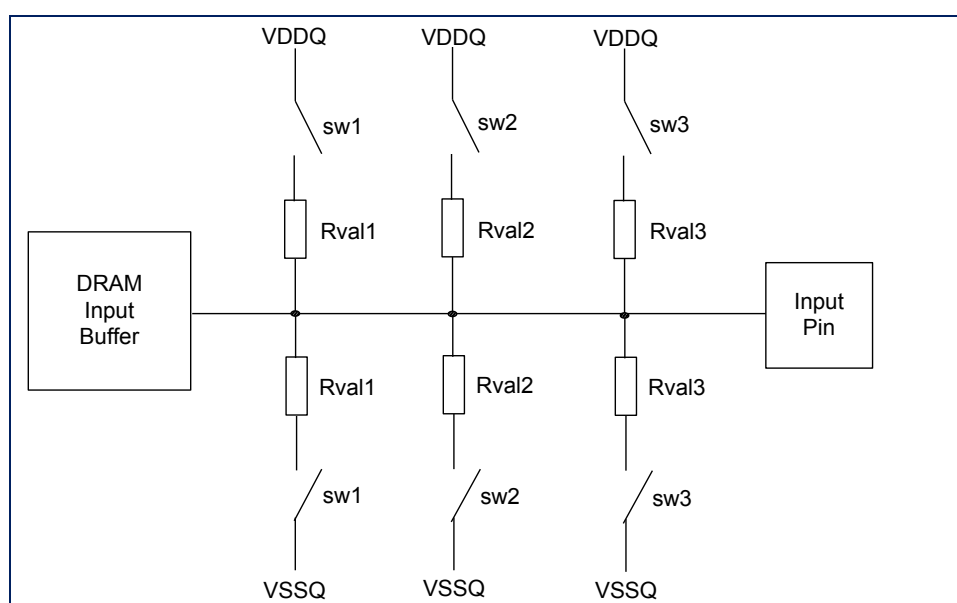 VDDQ VDDQ VDDQ
sw1 sw2 sw3
Rval1 Rval2 Rval3
DRAM
Input
Buffer
Input
Pin
Rval1 Rval2 Rval3
sw1 sw2 sw3
VSSQ VSSQ VSSQ